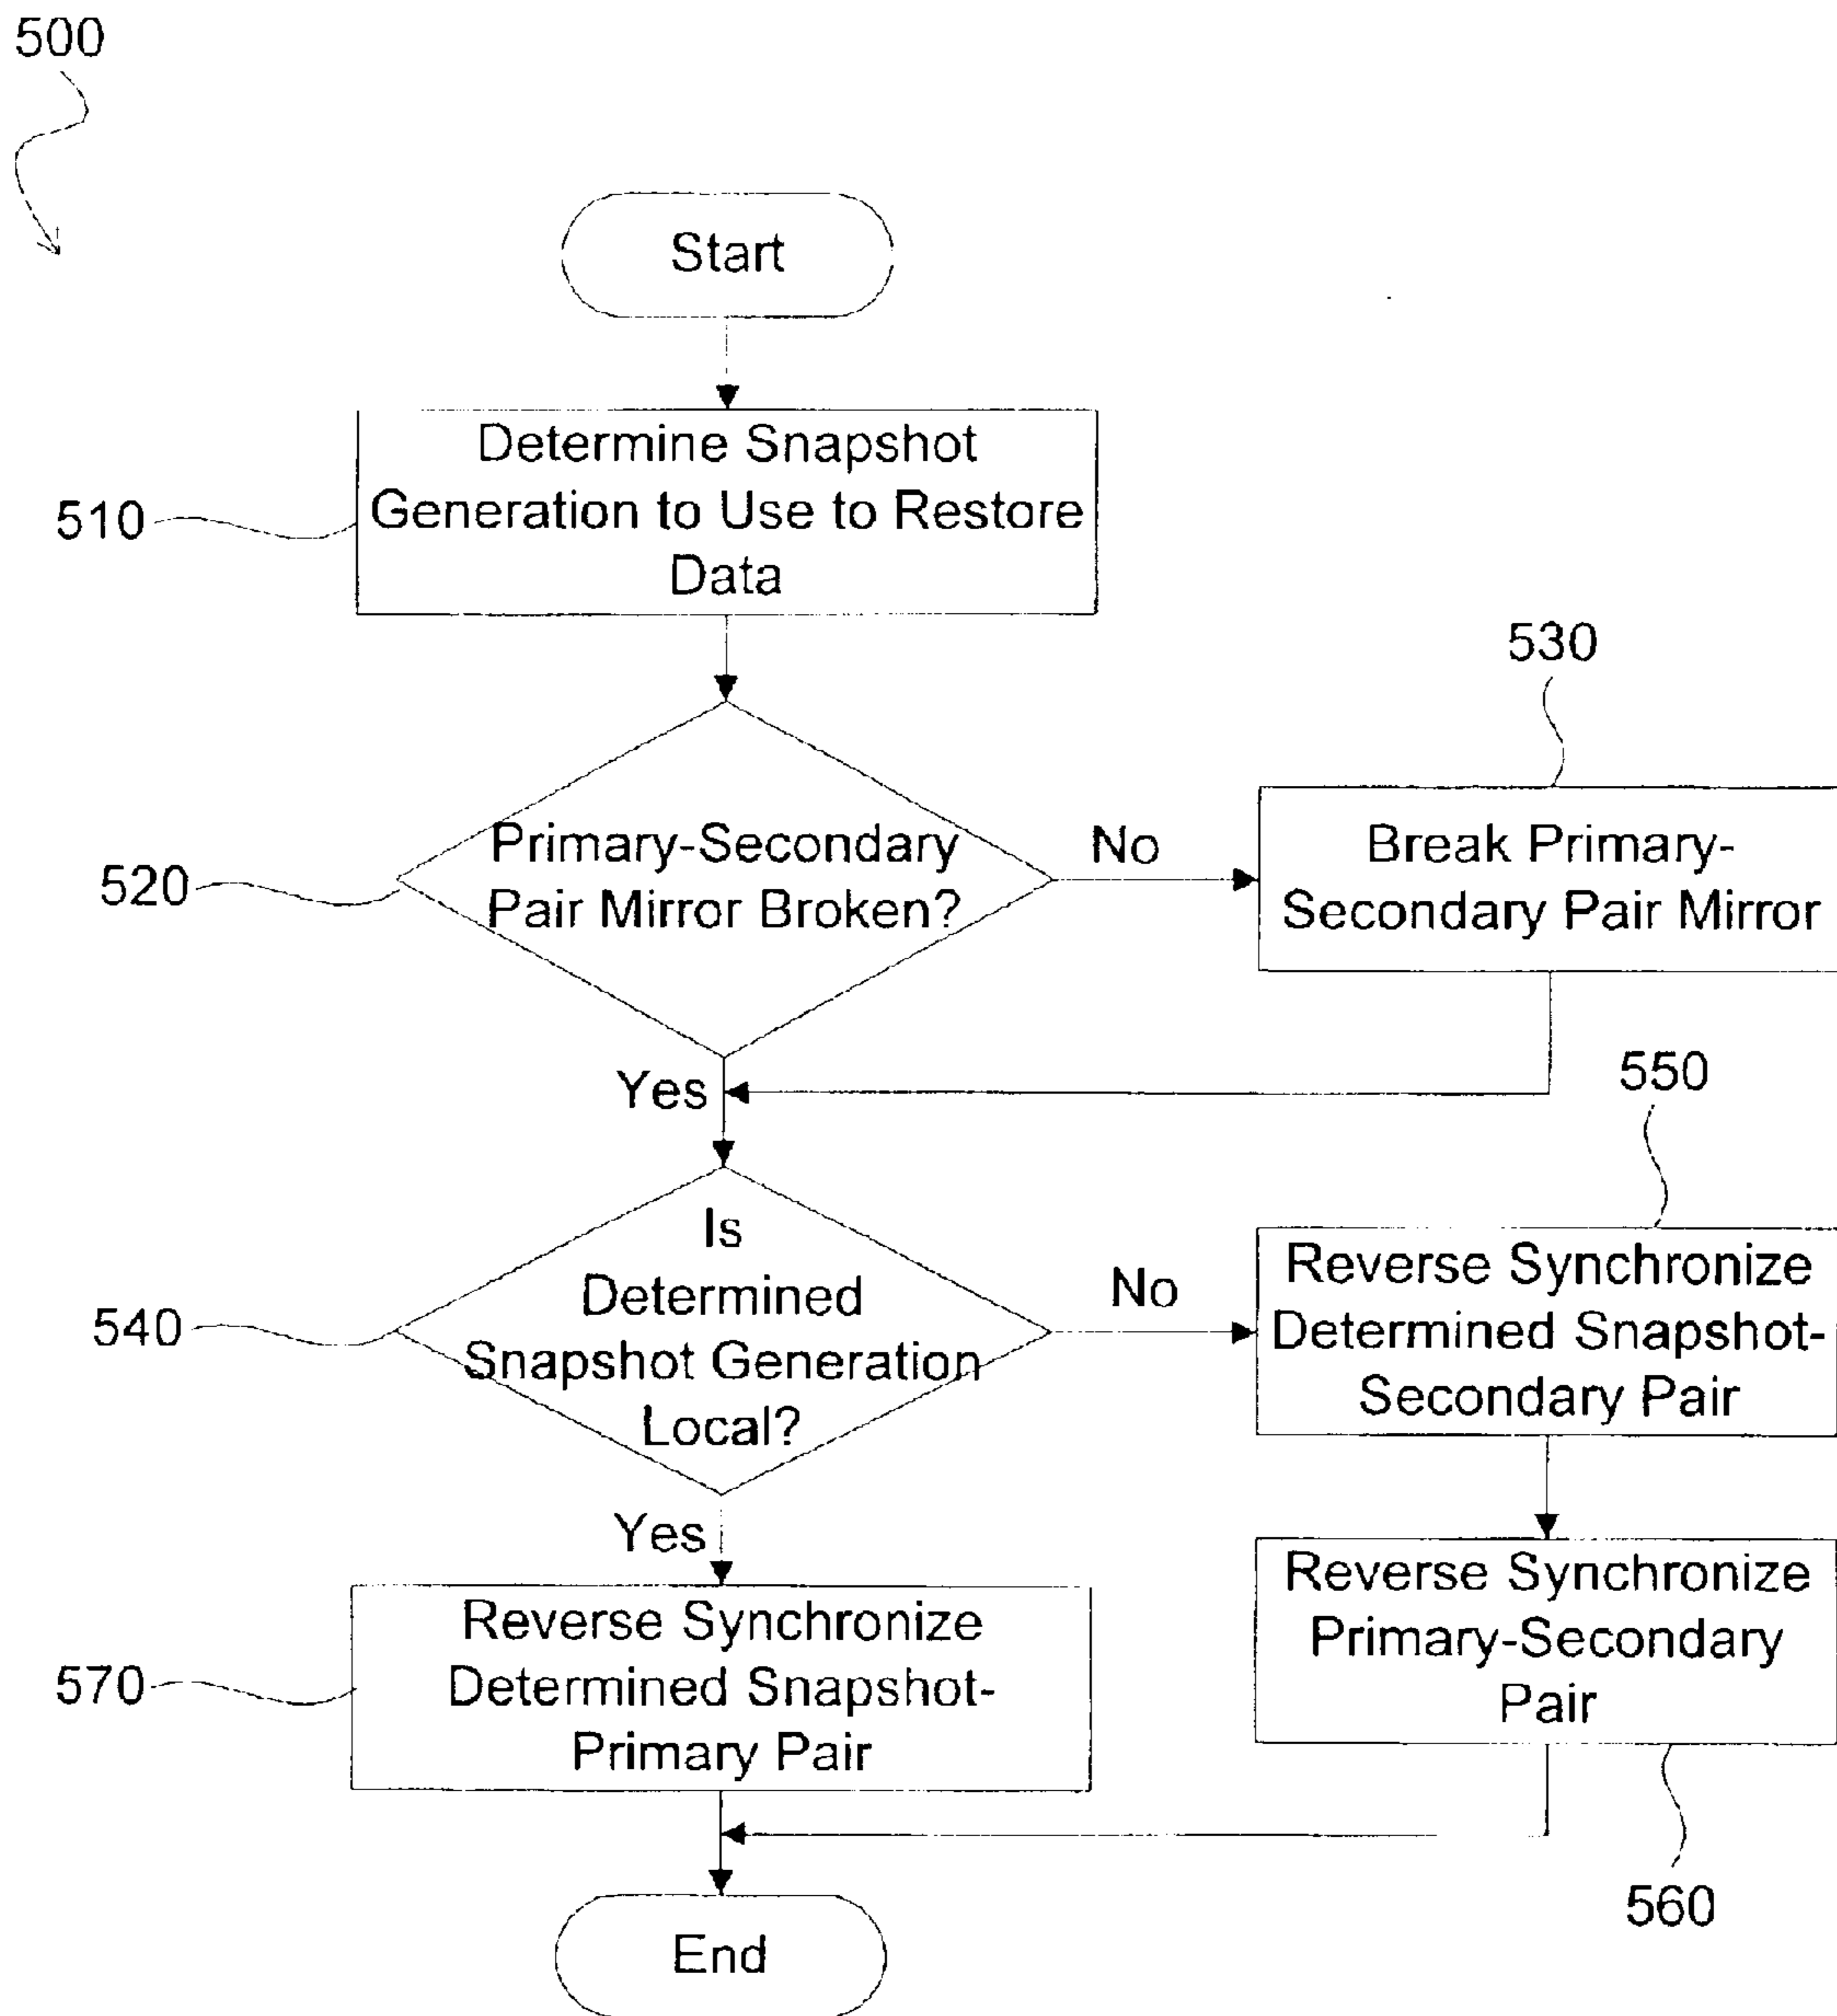 500
Start
510
Determine Snapshot
Generation to Use to Restore
Data
520
Primary-Secondary
Pair Mirror Broken?
No
530
Break Primary-
Secondary Pair Mirror
Yes
540
Is
Determined
Snapshot Generation
Local?
No
550
Reverse Synchronize
Determined Snapshot-
Secondary Pair
Yes
570
Reverse Synchronize
Determined Snapshot-
Primary Pair
Reverse Synchronize
Primary-Secondary
Pair
560
End